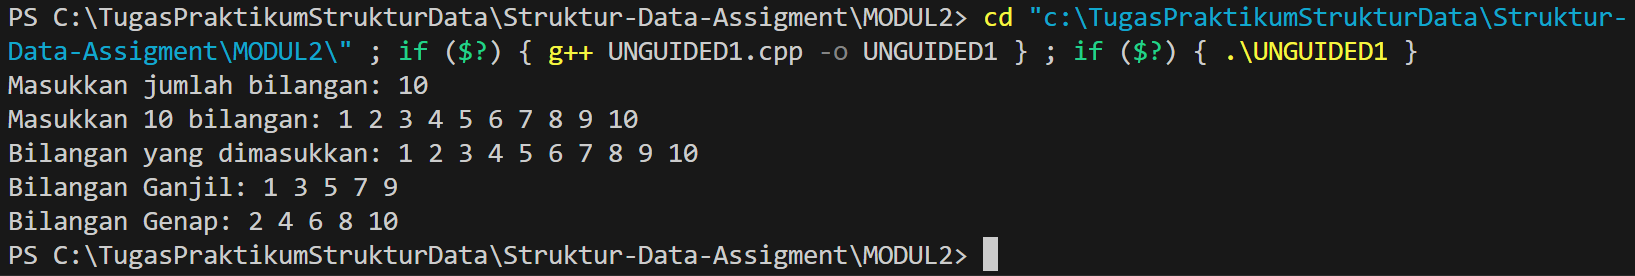 PS C:\TugasPraktikumStrukturData\Struktur-Data-Assigment\MODUL2> cd "c:\TugasPraktikumStrukturData\Struktur-
Data-Assigment\MODUL2\" ; if ($?) { g++ UNGUIDED1.cpp -o UNGUIDED1 } ; if ($?) { .\UNGUIDED1 }
Masukkan jumlah bilangan: 10
Masukkan 10 bilangan: 1 2 3 4 5 6 7 8 9 10
Bilangan yang dimasukkan: 1 2 3 4 5 6 7 8 9 10
Bilangan Ganjil: 1 3 5 7 9
Bilangan Genap: 2 4 6 8 10
PS C:\TugasPraktikumStrukturData\Struktur-Data-Assigment\MODUL2>